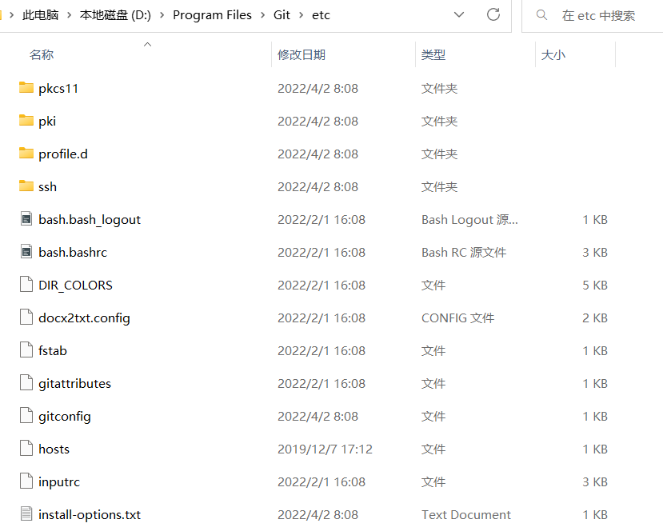 此电脑 > 本地磁盘 (D:) > Program Files > Git > etc
在 etc 中搜索
名称 修改日期 类型 大小
pkcs11 2022/4/2 8:08 文件夹
pki 2022/4/2 8:08 文件夹
profile.d 2022/4/2 8:08 文件夹
ssh 2022/4/2 8:08 文件夹
bash.bash_logout 2022/2/1 16:08 Bash Logout 源... 1 KB
bash.bashrc 2022/2/1 16:08 Bash RC 源文件 3 KB
DIR_COLORS 2022/2/1 16:08 文件 5 KB
docx2txt.config 2022/2/1 16:08 CONFIG 文件 2 KB
fstab 2022/2/1 16:08 文件 1 KB
gitattributes 2022/2/1 16:08 文件 1 KB
gitconfig 2022/4/2 8:08 文件 1 KB
hosts 2019/12/7 17:12 文件 1 KB
inputrc 2022/2/1 16:08 文件 3 KB
install-options.txt 2022/4/2 8:08 Text Document 1 KB